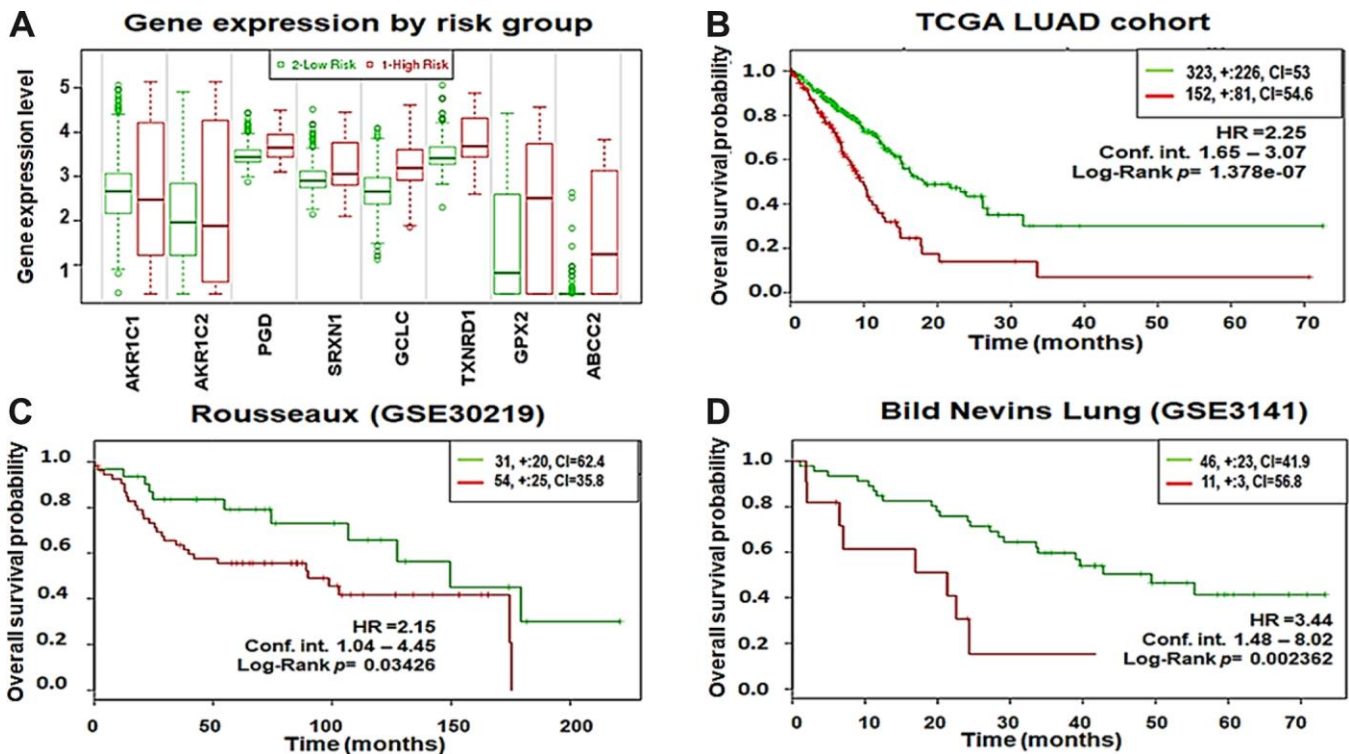 A
Gene expression by risk group
2-Low Risk 1-High Risk
Gene expression level
5
4
3
2
1
AKR1C1
AKR1C2
PGD
SRXN1
GCLC
TXNRD1
GPX2
ABCC2
B
TCGA LUAD cohort
323, +:226, CI=53
152, +:81, CI=54.6
HR =2.25
Conf. int. 1.65 – 3.07
Log-Rank p= 1.378e-07
Overall survival probability
1.0
0.8
0.6
0.4
0.2
0.0
0 10 20 30 40 50 60 70
Time (months)
C
Rousseaux (GSE30219)
31, +:20, CI=62.4
54, +:25, CI=35.8
Overall survival probability
1.0
0.8
0.6
0.4
0.2
0.0
HR =2.15
Conf. int. 1.04 – 4.45
Log-Rank p= 0.03426
0 50 100 150 200
Time (months)
D
Bild Nevins Lung (GSE3141)
46, +:23, CI=41.9
11, +:3, CI=56.8
Overall survival probability
1.0
0.8
0.6
0.4
0.2
0.0
HR =3.44
Conf. int. 1.48 – 8.02
Log-Rank p= 0.002362
0 10 20 30 40 50 60 70
Time (months)